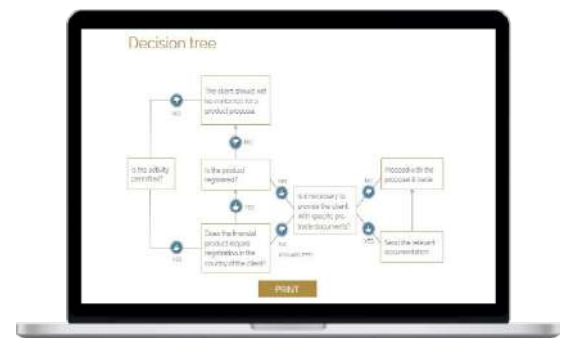 Decision tree
The client should
be contacted for a
product proposal
NO
NO
Is the activity
permitted?
Is the product
registered?
YES
Is it necessary to
provide the client
with specific pre-
trade documents?
NO
Proceed with the
proposal & trade
YES
YES
Does the financial
product require
registration in the
country of the client?
NO
YES
Send the relevant
documentation
PRINT